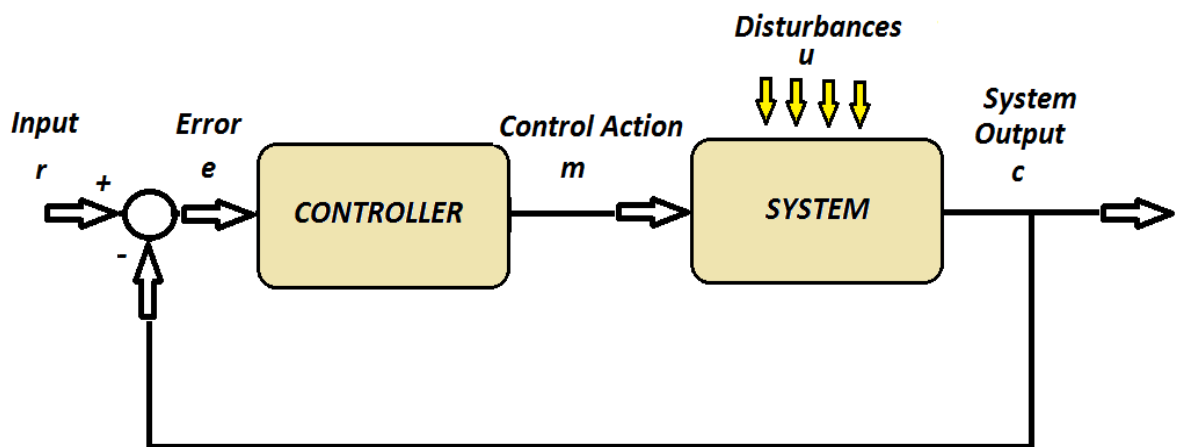 Disturbances
u
System
Output
c
Input
r
Error
e
Control Action
m
+
-
CONTROLLER
SYSTEM